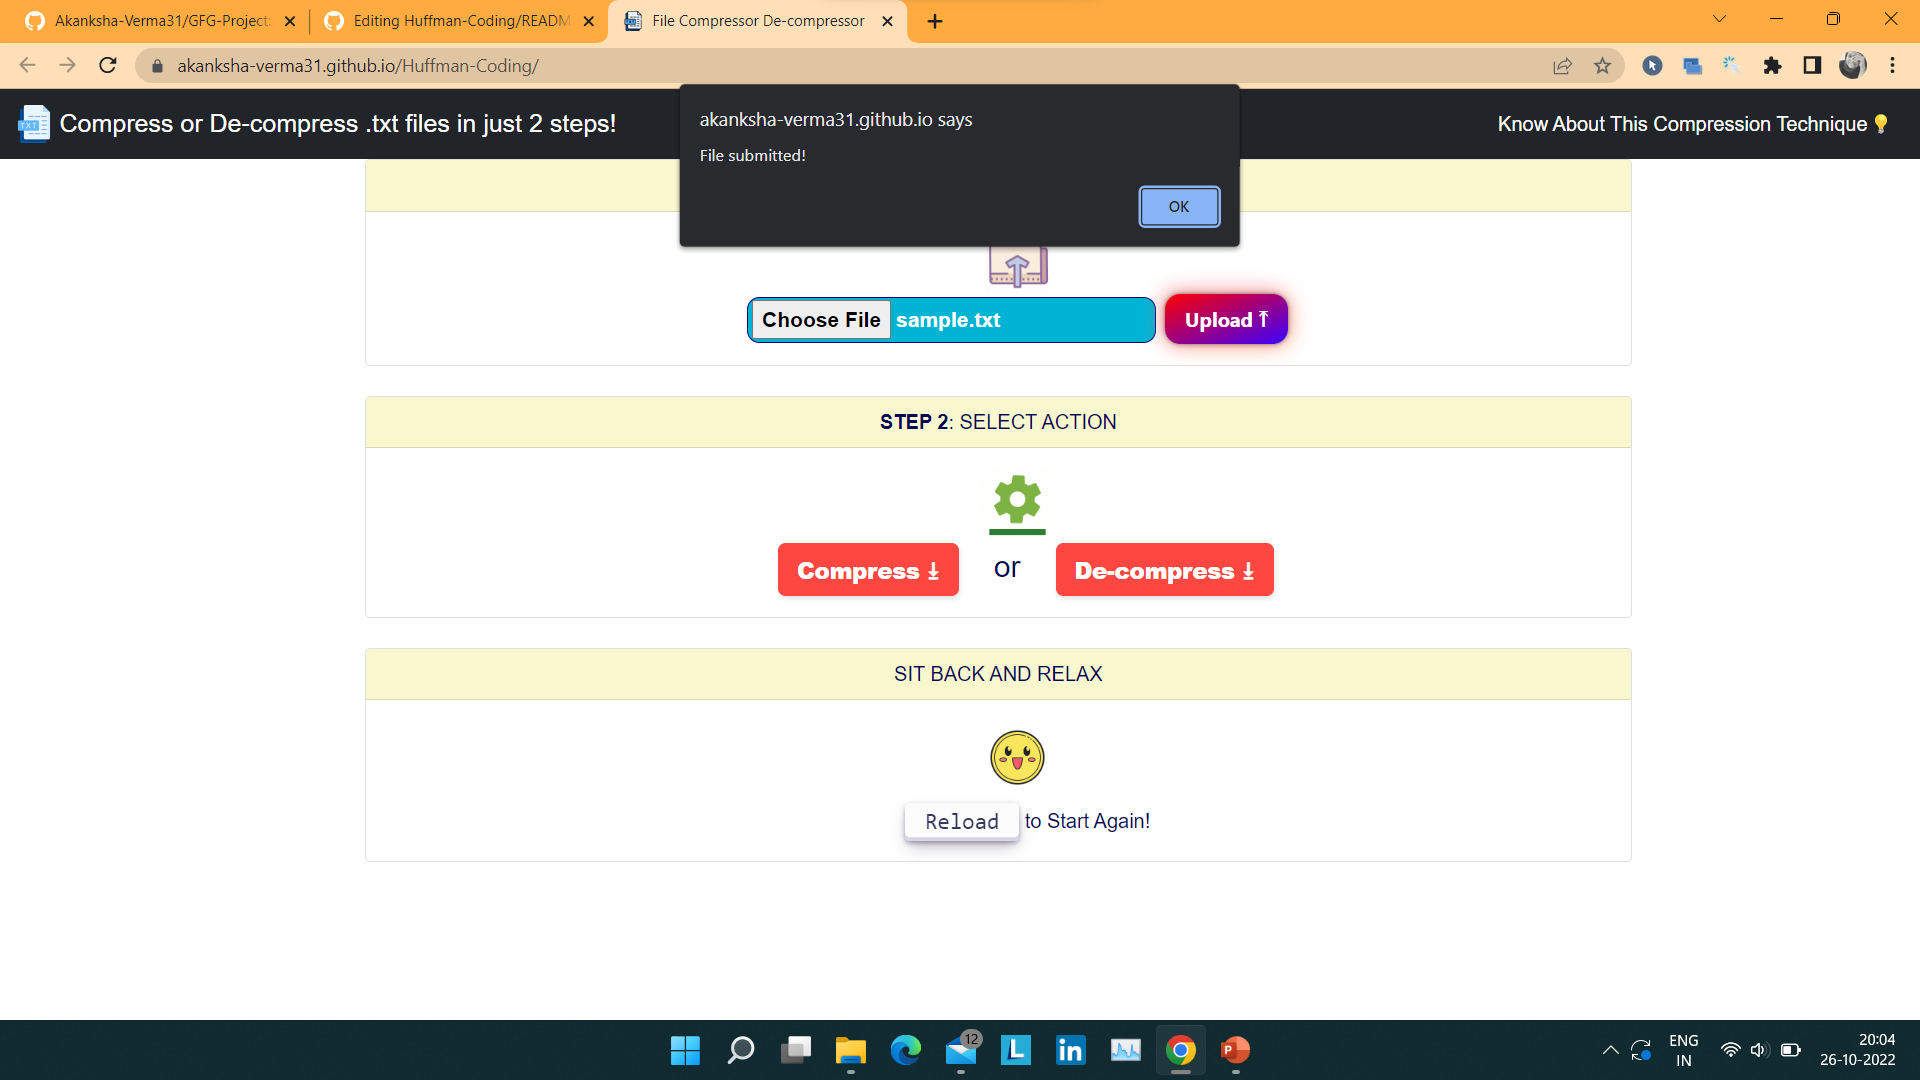 Akanksha-Verma31/GFG-Project
Editing Huffman-Coding/READM
File Compressor De-compressor
akanksha-verma31.github.io/Huffman-Coding/
TXT
Compress or De-compress .txt files in just 2 steps!
Know About This Compression Technique 💡
akanksha-verma31.github.io says
File submitted!
OK
Choose File sample.txt
Upload ⤒
STEP 2: SELECT ACTION
Compress ⤓ or De-compress ⤓
SIT BACK AND RELAX
Reload to Start Again!
12
L
in
P
ENG
IN
20:04
26-10-2022